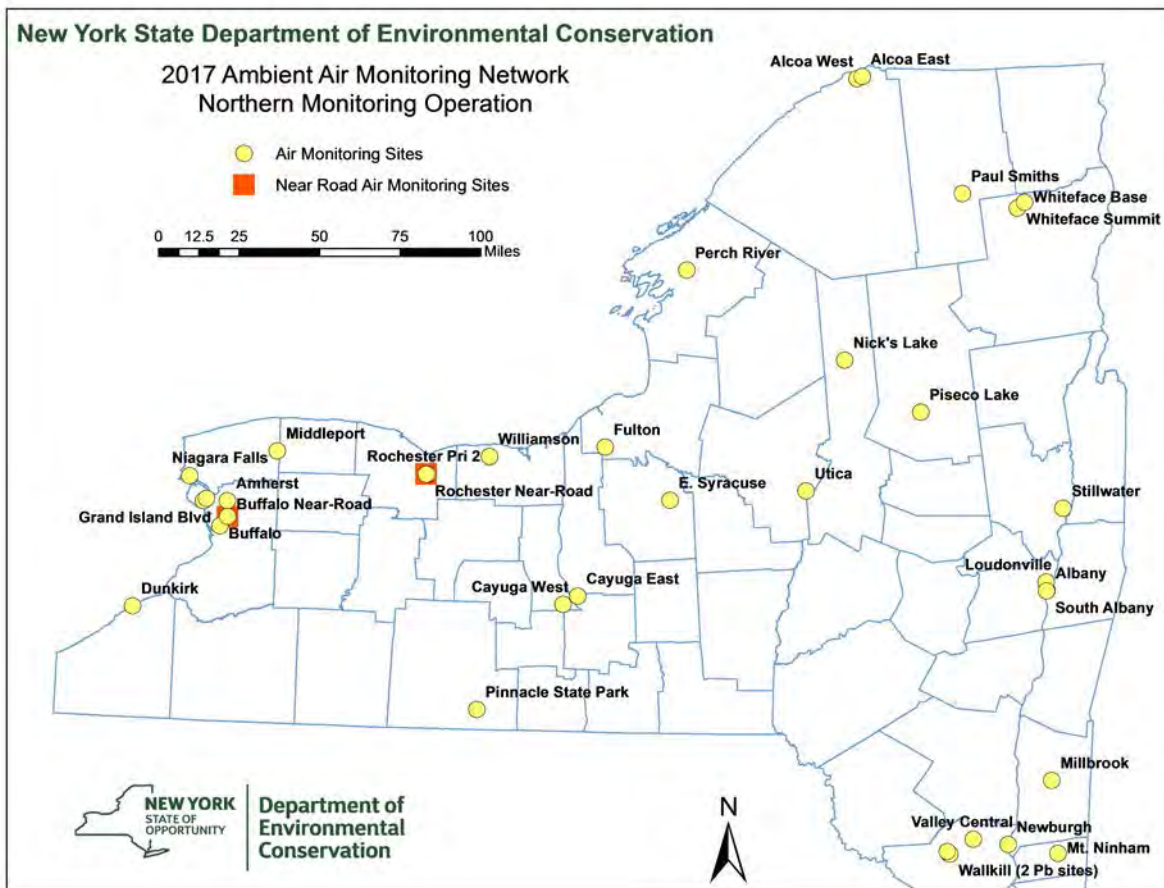 New York State Department of Environmental Conservation
2017 Ambient Air Monitoring Network
Northern Monitoring Operation
Air Monitoring Sites
Near Road Air Monitoring Sites
0 12.5 25 50 75 100
Miles
Alcoa West
Alcoa East
Paul Smiths
Whiteface Base
Whiteface Summit
Perch River
Nick's Lake
Piseco Lake
Middleport
Niagara Falls
Amherst
Buffalo Near-Road
Grand Island Blvd
Buffalo
Rochester Pri 2
Rochester Near-Road
Williamson
Fulton
E. Syracuse
Utica
Stillwater
Loudonville
Albany
South Albany
Dunkirk
Cayuga West
Cayuga East
Pinnacle State Park
Millbrook
Valley Central
Newburgh
Mt. Ninham
Wallkill (2 Pb sites)
N
NEW YORK
STATE OF
OPPORTUNITY
Department of
Environmental
Conservation